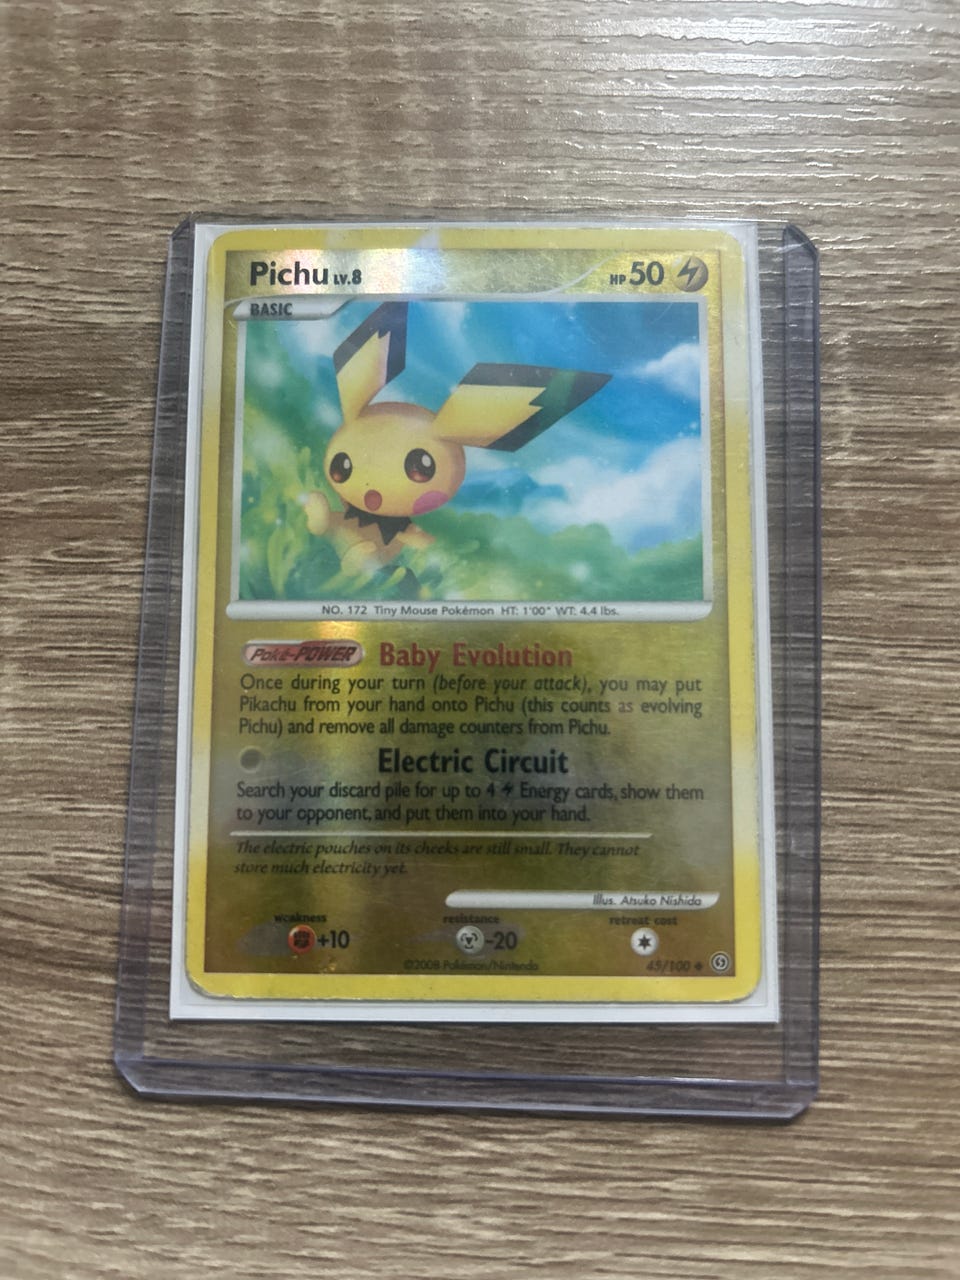 Pichu LV.8 HP 50
BASIC
NO. 172 Tiny Mouse Pokémon HT: 1'00" WT: 4.4 lbs.
Poké-POWER Baby Evolution
Once during your turn (before your attack), you may put
Pikachu from your hand onto Pichu (this counts as evolving
Pichu) and remove all damage counters from Pichu.
Electric Circuit
Search your discard pile for up to 4 Energy cards, show them
to your opponent, and put them into your hand.
The electric pouches on its cheeks are still small. They cannot
store much electricity yet.
Illus. Atsuko Nishida
weakness resistance retreat cost
+10 -20
©2008 Pokémon/Nintendo 45/100